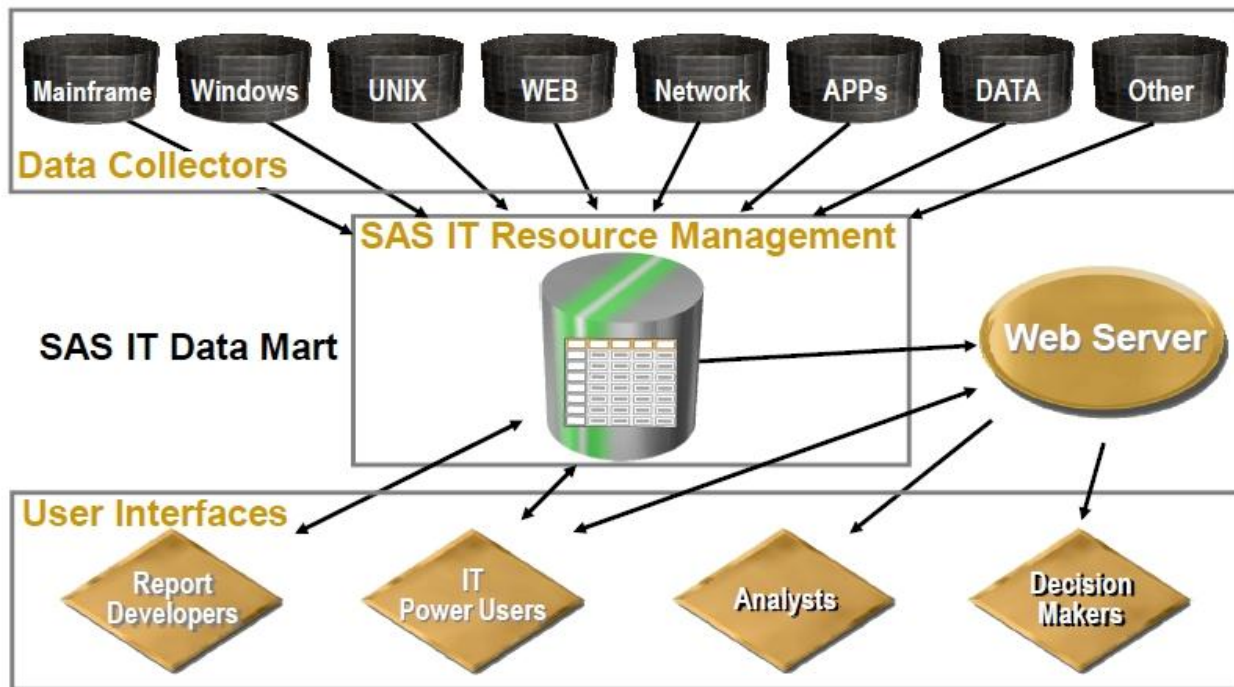 Mainframe
Windows
UNIX
WEB
Network
APPs
DATA
Other
Data Collectors
SAS IT Resource Management
SAS IT Data Mart
Web Server
User Interfaces
Report
Developers
IT
Power Users
Analysts
Decision
Makers